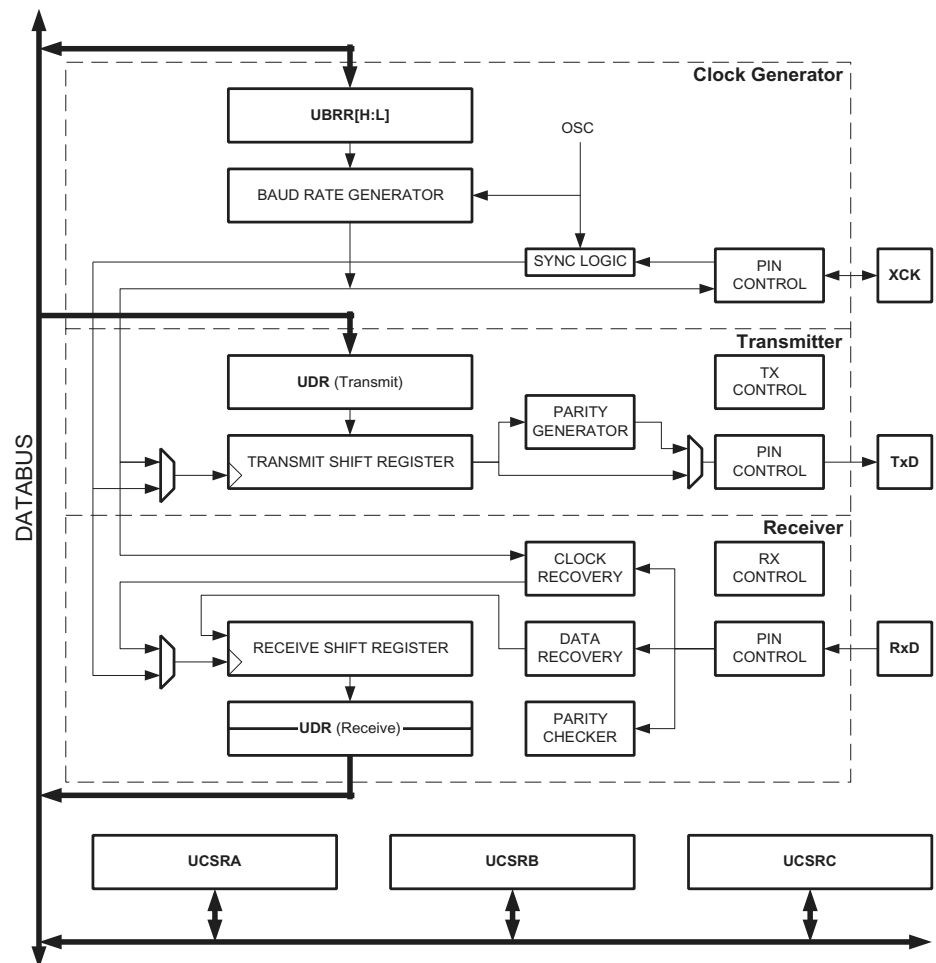 Clock Generator
UBRR[H:L]
OSC
BAUD RATE GENERATOR
SYNC LOGIC
PIN
CONTROL
XCK
Transmitter
UDR (Transmit)
TX
CONTROL
PARITY
GENERATOR
TRANSMIT SHIFT REGISTER
PIN
CONTROL
TxD
DATABUS
Receiver
CLOCK
RECOVERY
RX
CONTROL
RECEIVE SHIFT REGISTER
DATA
RECOVERY
PIN
CONTROL
RxD
UDR (Receive)
PARITY
CHECKER
UCSRA
UCSRB
UCSRC